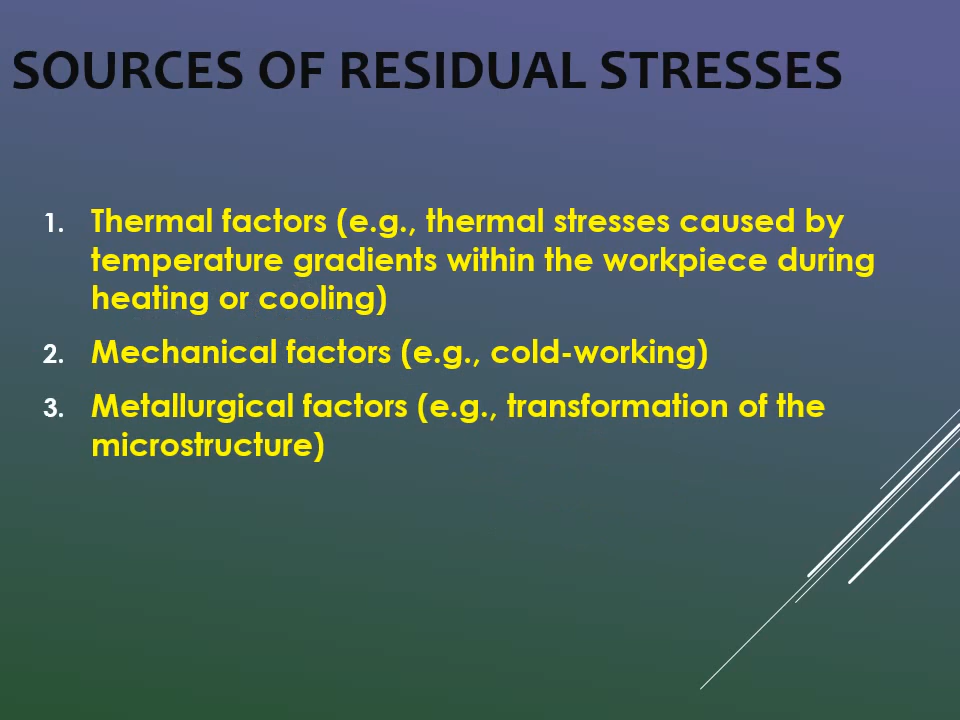 SOURCES OF RESIDUAL STRESSES
1. Thermal factors (e.g., thermal stresses caused by
temperature gradients within the workpiece during
heating or cooling)
2. Mechanical factors (e.g., cold-working)
3. Metallurgical factors (e.g., transformation of the
microstructure)